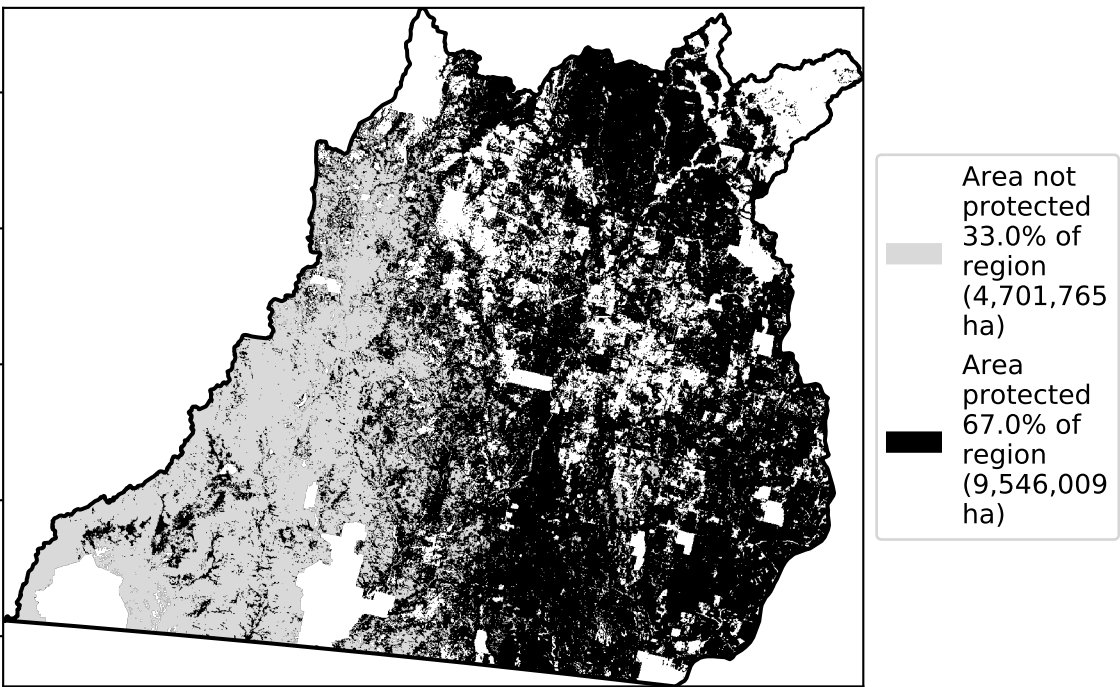 Area not
protected
33.0% of
region
(4,701,765
ha)
Area
protected
67.0% of
region
(9,546,009
ha)